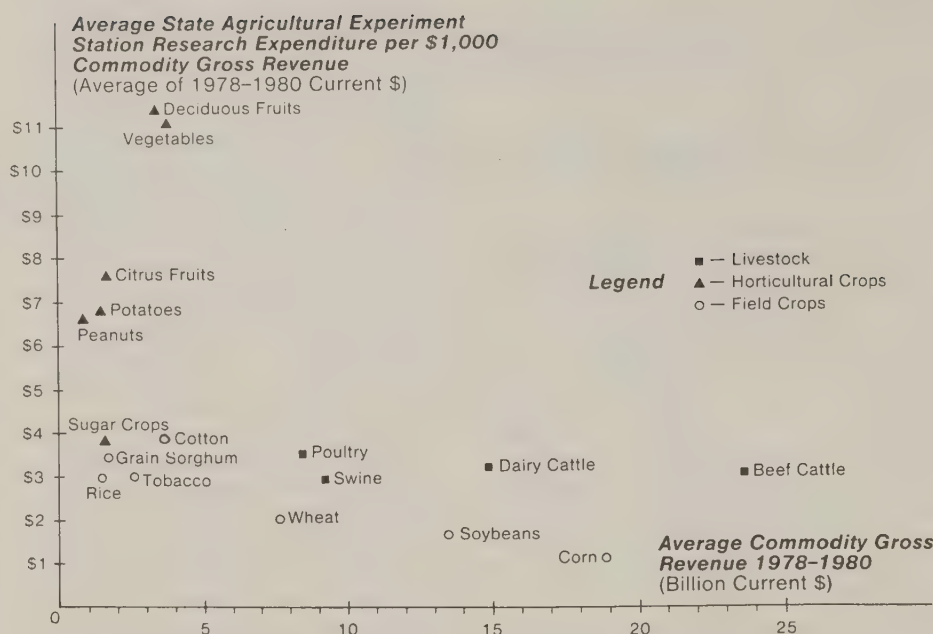 Average State Agricultural Experiment
Station Research Expenditure per $1,000
Commodity Gross Revenue
(Average of 1978–1980 Current $)
Deciduous Fruits
$11
Vegetables
$10
$9
$8
Citrus Fruits
Legend
— Livestock
— Horticultural Crops
— Field Crops
$7
Potatoes
Peanuts
$6
$5
Sugar Crops
$4
Cotton
Grain Sorghum
Poultry
Dairy Cattle
Beef Cattle
$3
Rice
Tobacco
Swine
$2
Wheat
Soybeans
Corn
$1
Average Commodity Gross
Revenue 1978–1980
(Billion Current $)
0
5
10
15
20
25